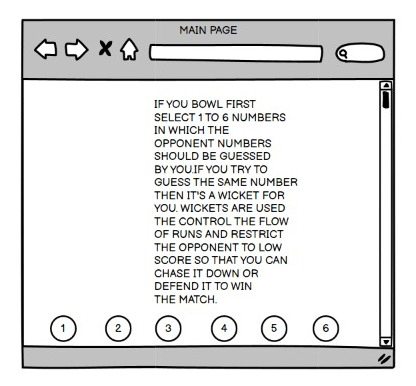 MAIN PAGE
IF YOU BOWL FIRST
SELECT 1 TO 6 NUMBERS
IN WHICH THE
OPPONENT NUMBERS
SHOULD BE GUESSED
BY YOU.IF YOU TRY TO
GUESS THE SAME NUMBER
THEN IT'S A WICKET FOR
YOU. WICKETS ARE USED
THE CONTROL THE FLOW
OF RUNS AND RESTRICT
THE OPPONENT TO LOW
SCORE SO THAT YOU CAN
CHASE IT DOWN OR
DEFEND IT TO WIN
THE MATCH.
1 2 3 4 5 6